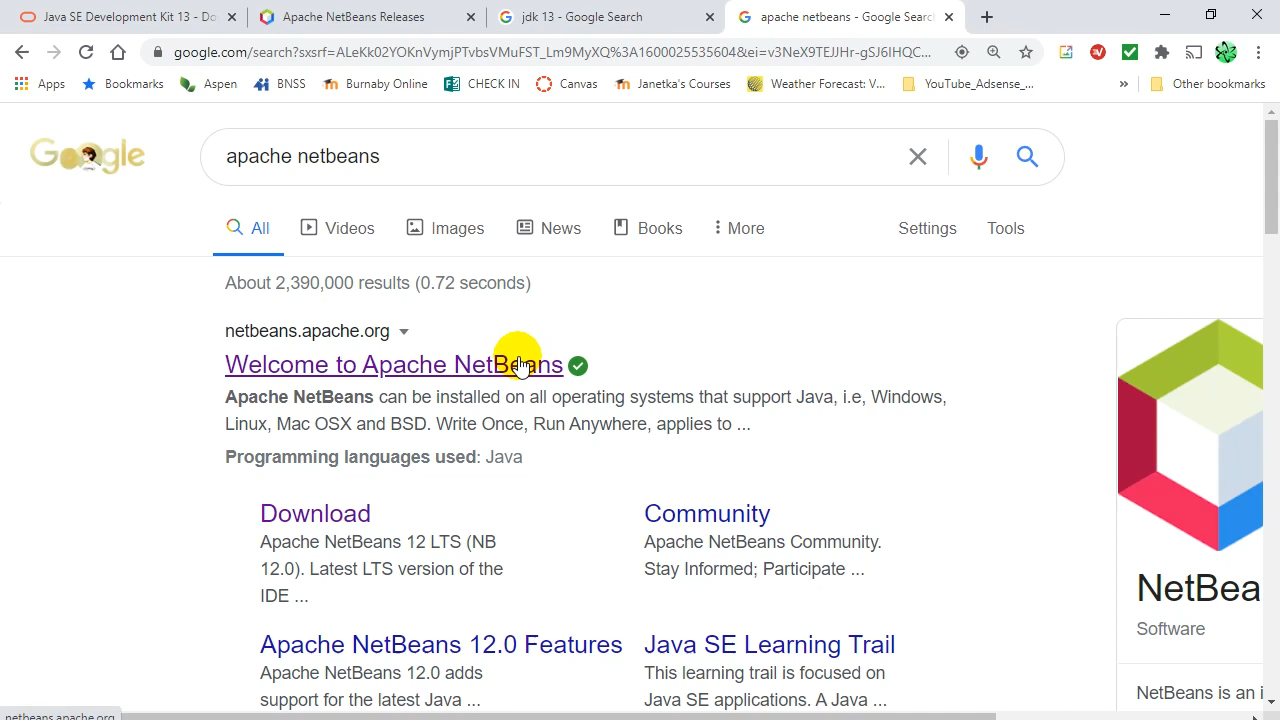 Java SE Development Kit 13 - Do
Apache NetBeans Releases
jdk 13 - Google Search
apache netbeans - Google Searc
google.com/search?sxsrf=ALeKk02YOKnVymjPTvbsVMuFST_Lm9MyXQ%3A1600025535604&ei=v3NeX9TEJJHr-gSJ6IHQC...
Apps
Bookmarks
Aspen
BNSS
Burnaby Online
CHECK IN
Canvas
Janetka's Courses
Weather Forecast: V...
YouTube_Adsense_...
»
Other bookmarks
Google
apache netbeans
All
Videos
Images
News
Books
More
Settings
Tools
About 2,390,000 results (0.72 seconds)
netbeans.apache.org
Welcome to Apache NetBeans
Apache NetBeans can be installed on all operating systems that support Java, i.e, Windows,
Linux, Mac OSX and BSD. Write Once, Run Anywhere, applies to ...
Programming languages used: Java
Download
Apache NetBeans 12 LTS (NB
12.0). Latest LTS version of the
IDE ...
Community
Apache NetBeans Community.
Stay Informed; Participate ...
Apache NetBeans 12.0 Features
Apache NetBeans 12.0 adds
support for the latest Java ...
Java SE Learning Trail
This learning trail is focused on
Java SE applications. A Java ...
NetBea
Software
NetBeans is an i
netbeans.apache.org